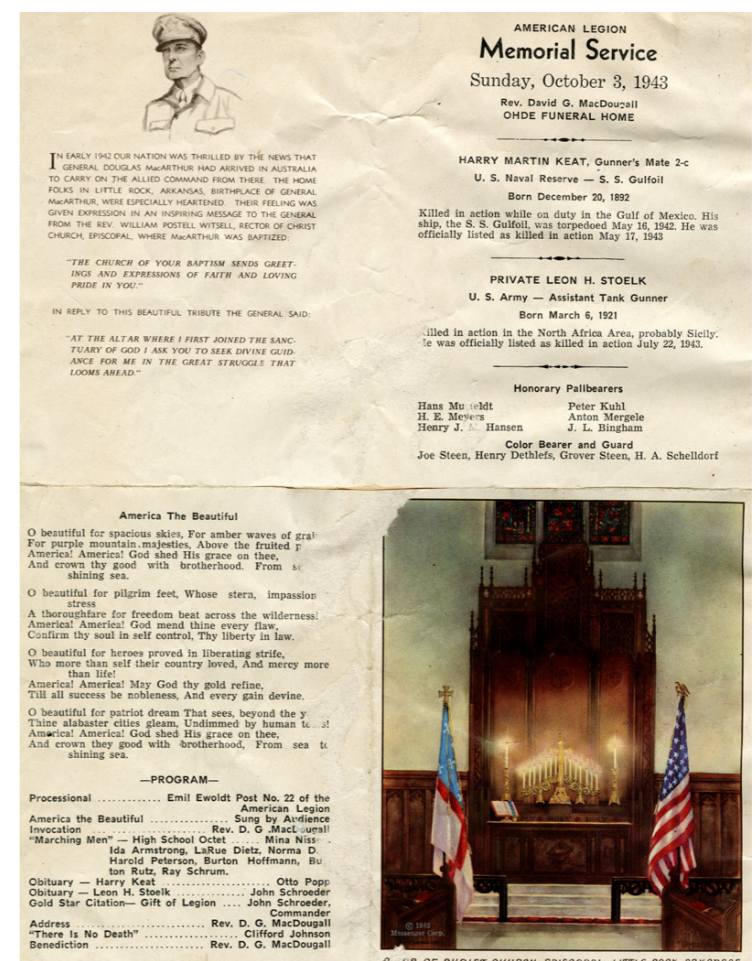 IN EARLY 1942 OUR NATION WAS THRILLED BY THE NEWS THAT
GENERAL DOUGLAS MacARTHUR HAD ARRIVED IN AUSTRALIA
TO CARRY ON THE ALLIED COMMAND FROM THERE. THE HOME
FOLKS IN LITTLE ROCK, ARKANSAS, BIRTHPLACE OF GENERAL
MacARTHUR, WERE ESPECIALLY HEARTENED. THEIR FEELING WAS
GIVEN EXPRESSION IN AN INSPIRING MESSAGE TO THE GENERAL
FROM THE REV. WILLIAM POSTELL WITSELL, RECTOR OF CHRIST
CHURCH, EPISCOPAL, WHERE MacARTHUR WAS BAPTIZED:
"THE CHURCH OF YOUR BAPTISM SENDS GREET-
INGS AND EXPRESSIONS OF FAITH AND LOVING
PRIDE IN YOU."
IN REPLY TO THIS BEAUTIFUL TRIBUTE THE GENERAL SAID:
"AT THE ALTAR WHERE I FIRST JOINED THE SANC-
TUARY OF GOD I ASK YOU TO SEEK DIVINE GUID-
ANCE FOR ME IN THE GREAT STRUGGLE THAT
LOOMS AHEAD."
AMERICAN LEGION
Memorial Service
Sunday, October 3, 1943
Rev. David G. MacDougall
OHDE FUNERAL HOME
HARRY MARTIN KEAT, Gunner's Mate 2-c
U. S. Naval Reserve — S. S. Gulfoil
Born December 20, 1892
Killed in action while on duty in the Gulf of Mexico. His
ship, the S. S. Gulfoil, was torpedoed May 16, 1942. He was
officially listed as killed in action May 17, 1943
PRIVATE LEON H. STOELK
U. S. Army — Assistant Tank Gunner
Born March 6, 1921
illed in action in the North Africa Area, probably Sicily.
e was officially listed as killed in action July 22, 1943.
Honorary Pallbearers
Hans Peter Kuhl
H. E. Meyers Anton Mergele
Henry J. Hansen J. L. Bingham
Color Bearer and Guard
Joe Steen, Henry Dethlefs, Grover Steen, H. A. Schelldorf
America The Beautiful
O beautiful for spacious skies, For amber waves of grai
For purple mountain majesties, Above the fruited p
America! America! God shed His grace on thee,
And crown thy good with brotherhood. From
shining sea.
O beautiful for pilgrim feet, Whose stern, impassion
stress
A thoroughfare for freedom beat across the wilderness!
America! America! God mend thine every flaw,
Confirm thy soul in self control, Thy liberty in law.
O beautiful for heroes proved in liberating strife,
Who more than self their country loved, And mercy more
than life!
America! America! May God thy gold refine,
Till all success be nobleness, And every gain devine.
O beautiful for patriot dream That sees, beyond the y
Thine alabaster cities gleam, Undimmed by human
America! America! God shed His grace on thee,
And crown they good with brotherhood, From sea
shining sea.
—PROGRAM—
Processional ............ Emil Ewoldt Post No. 22 of the
American Legion
America the Beautiful .............. Sung by Audience
Invocation ... .................... Rev. D. G .MacDougall
"Marching Men" — High School Octet ..... Mina Niss
Ida Armstrong, LaRue Dietz, Norma D.
Harold Peterson, Burton Hoffmann, Bu
ton Rutz, Ray Schrum.
Obituary — Harry Keat .................. Otto Popp
Obituary — Leon H. Stoelk ............ John Schroeder
Gold Star Citation— Gift of Legion .... John Schroeder,
Commander
Address ........................ Rev. D. G. MacDougall
"There Is No Death" ................ Clifford Johnson
Benediction .................... Rev. D. G. MacDougall
© 1942
Messenger Corp.